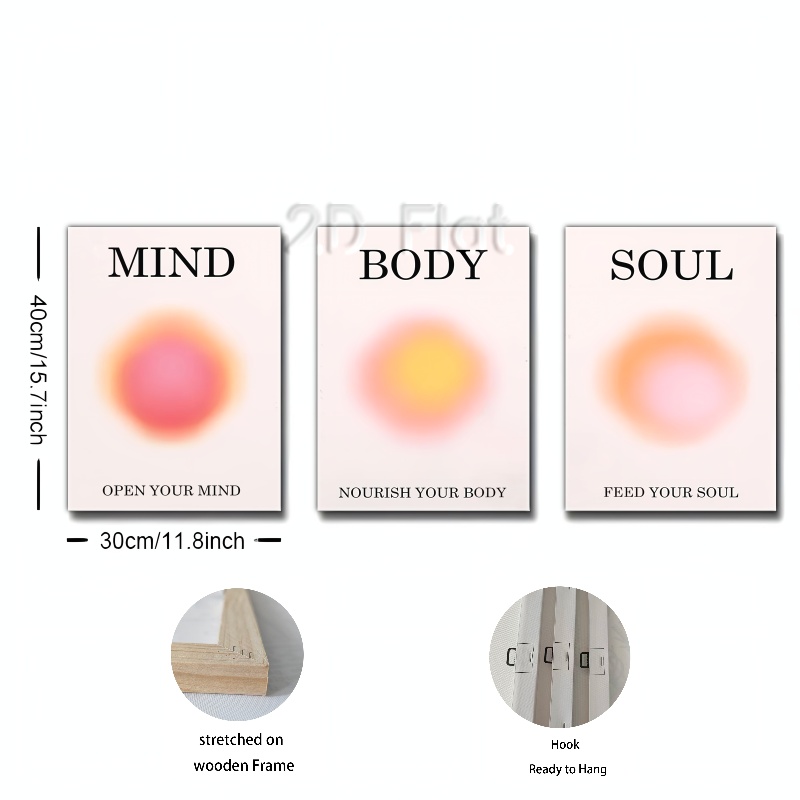 2D Flat
MIND
BODY
SOUL
40cm/15.7inch
OPEN YOUR MIND
NOURISH YOUR BODY
FEED YOUR SOUL
30cm/11.8inch
stretched on
wooden Frame
Hook
Ready to Hang